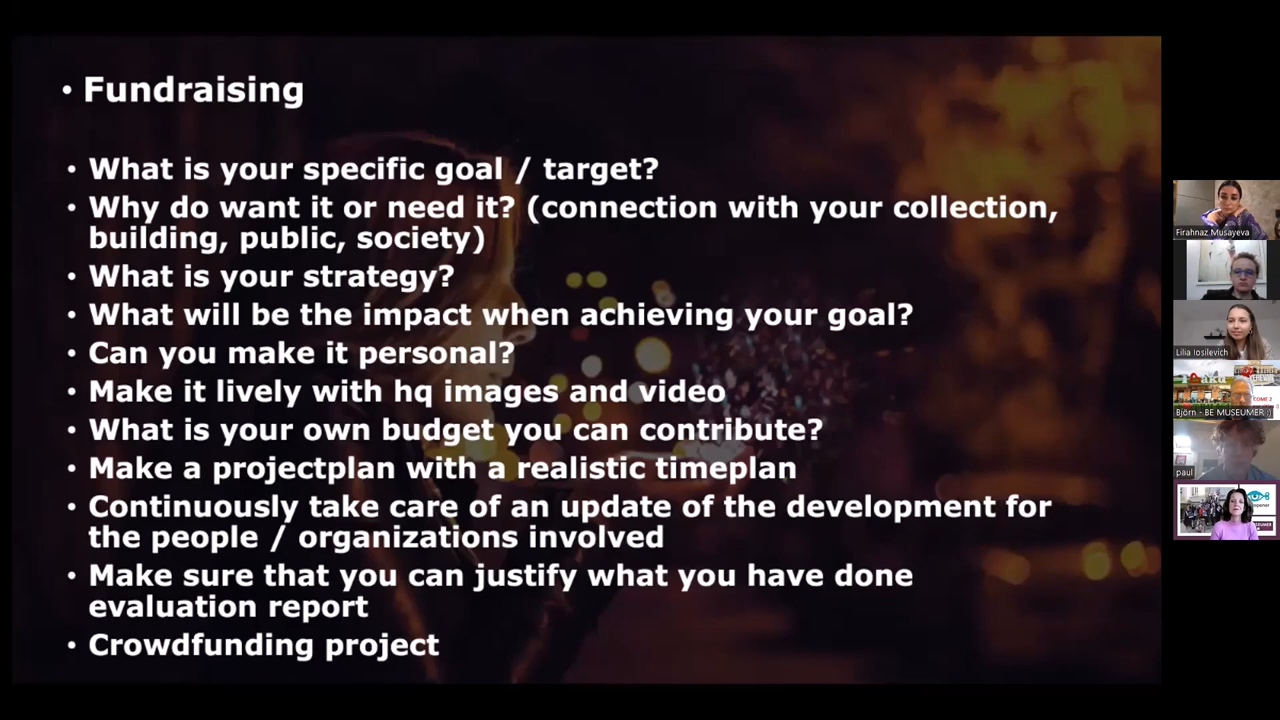 • Fundraising
• What is your specific goal / target?
• Why do want it or need it? (connection with your collection,
building, public, society)
• What is your strategy?
• What will be the impact when achieving your goal?
• Can you make it personal?
• Make it lively with hq images and video
• What is your own budget you can contribute?
• Make a projectplan with a realistic timeplan
• Continuously take care of an update of the development for
the people / organizations involved
• Make sure that you can justify what you have done
evaluation report
• Crowdfunding project
Firahnaz Musayeva
Lilia Iosilevich
Björn - BE MUSEUMER :)
paul